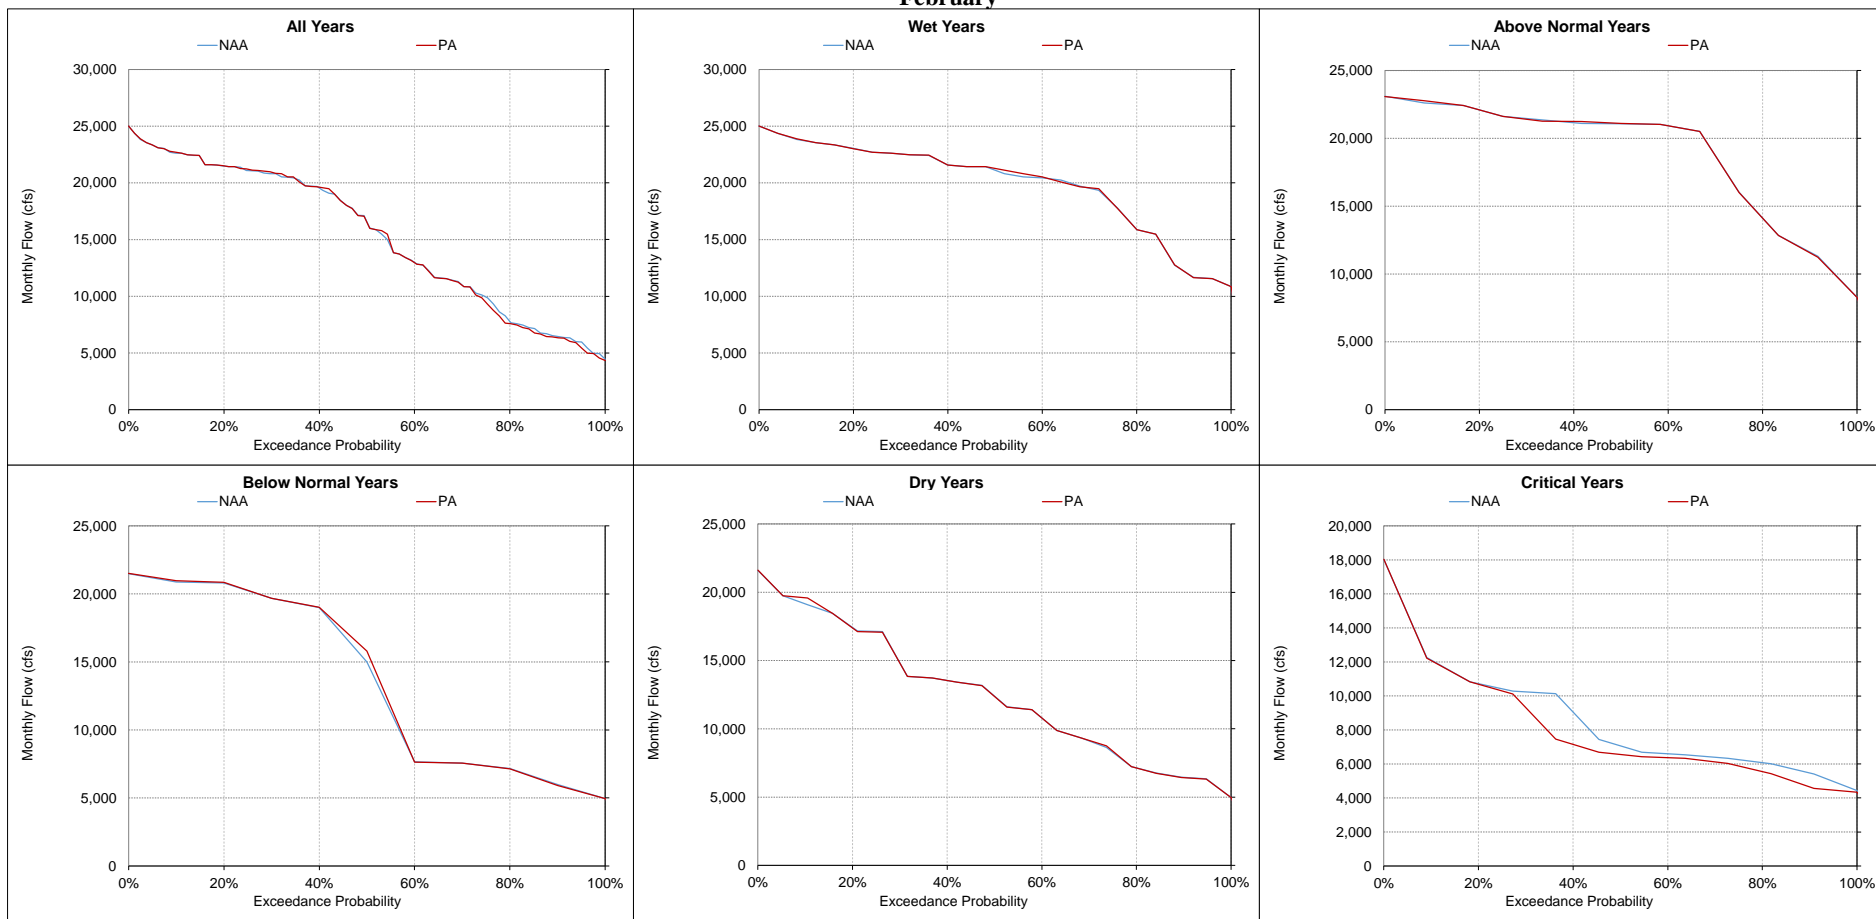 February
All Years
NAA PA
30,000
25,000
20,000
15,000
10,000
5,000
0
Monthly Flow (cfs)
0% 20% 40% 60% 80% 100%
Exceedance Probability
Wet Years
NAA PA
30,000
25,000
20,000
15,000
10,000
5,000
0
Monthly Flow (cfs)
0% 20% 40% 60% 80% 100%
Exceedance Probability
Above Normal Years
NAA PA
25,000
20,000
15,000
10,000
5,000
0
Monthly Flow (cfs)
0% 20% 40% 60% 80% 100%
Exceedance Probability
Below Normal Years
NAA PA
25,000
20,000
15,000
10,000
5,000
0
Monthly Flow (cfs)
0% 20% 40% 60% 80% 100%
Exceedance Probability
Dry Years
NAA PA
25,000
20,000
15,000
10,000
5,000
0
Monthly Flow (cfs)
0% 20% 40% 60% 80% 100%
Exceedance Probability
Critical Years
NAA PA
20,000
18,000
16,000
14,000
12,000
10,000
8,000
6,000
4,000
2,000
0
Monthly Flow (cfs)
0% 20% 40% 60% 80% 100%
Exceedance Probability